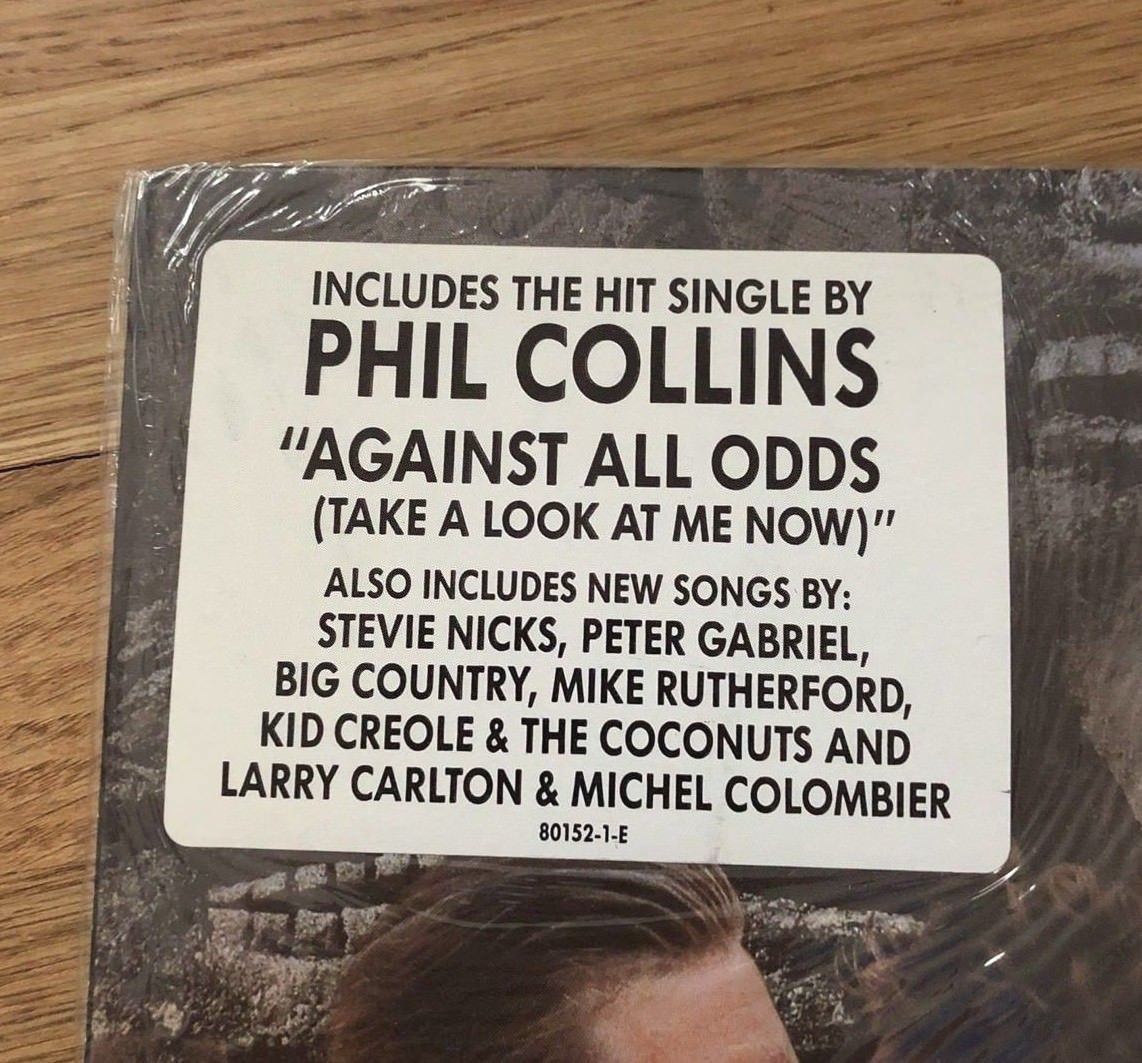 INCLUDES THE HIT SINGLE BY
PHIL COLLINS
"AGAINST ALL ODDS
(TAKE A LOOK AT ME NOW)"
ALSO INCLUDES NEW SONGS BY:
STEVIE NICKS, PETER GABRIEL,
BIG COUNTRY, MIKE RUTHERFORD,
KID CREOLE & THE COCONUTS AND
LARRY CARLTON & MICHEL COLOMBIER
80152-1-E